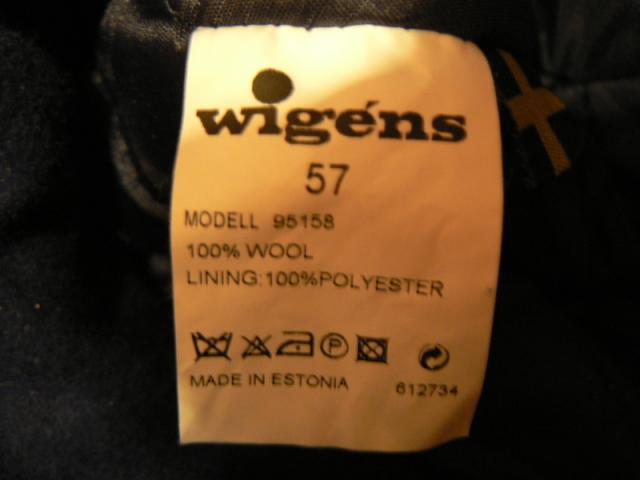 wigéns
57
MODELL 95158
100% WOOL
LINING:100%POLYESTER
P
MADE IN ESTONIA 612734